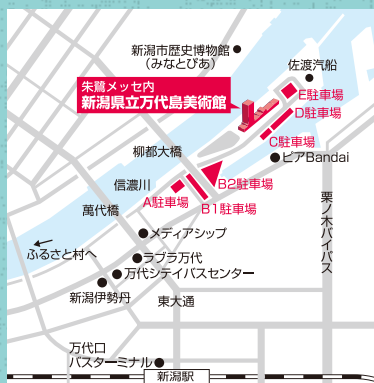 新潟市歴史博物館
（みなとぴあ）
佐渡汽船
朱鷺メッセ内
新潟県立万代島美術館
E駐車場
D駐車場
C駐車場
ピアBandai
柳都大橋
信濃川
B2駐車場
A駐車場
B1駐車場
萬代橋
栗ノ木バイパス
メディアシップ
ふるさと村へ
ラブラ万代
万代シテイバスセンター
新潟伊勢丹
東大通
万代口
バスターミナル
新潟駅